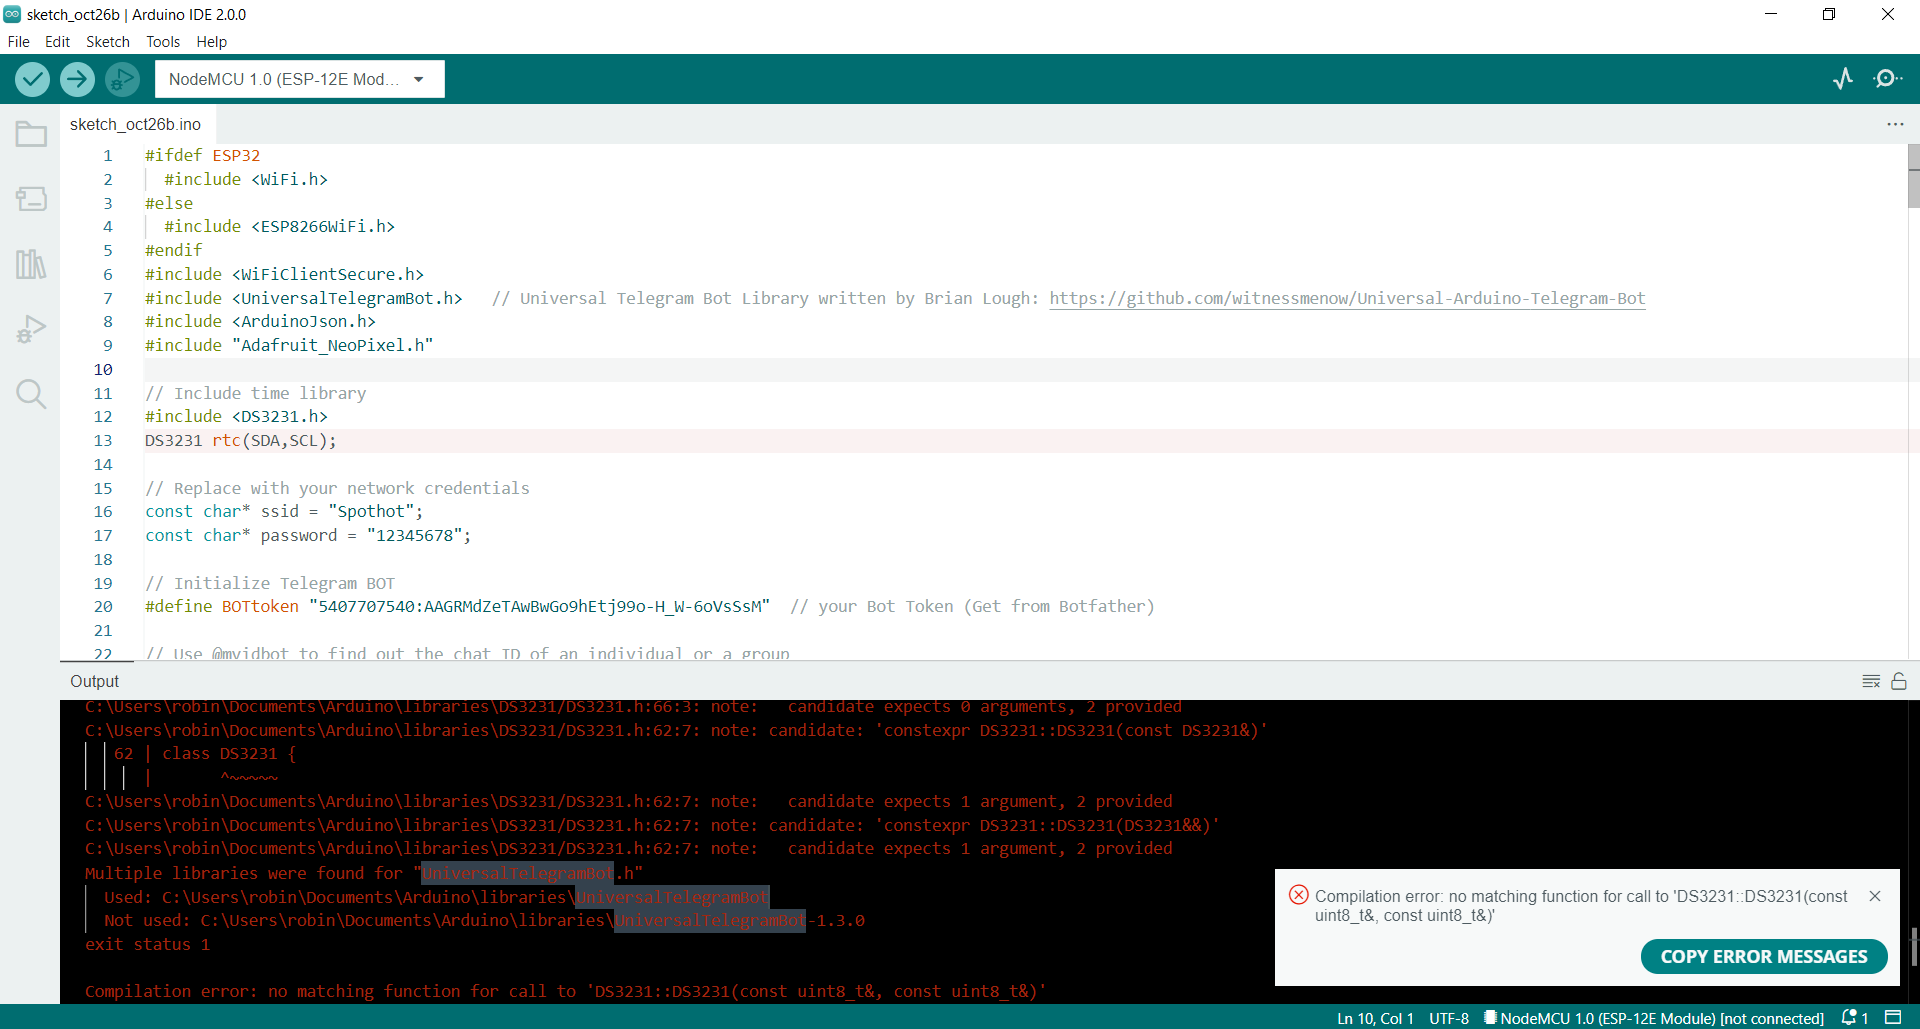 sketch_oct26b | Arduino IDE 2.0.0
File Edit Sketch Tools Help
NodeMCU 1.0 (ESP-12E Mod...
sketch_oct26b.ino
1 #ifdef ESP32
2 #include <WiFi.h>
3 #else
4 #include <ESP8266WiFi.h>
5 #endif
6 #include <WiFiClientSecure.h>
7 #include <UniversalTelegramBot.h> // Universal Telegram Bot Library written by Brian Lough: https://github.com/witnessmenow/Universal-Arduino-Telegram-Bot
8 #include <ArduinoJson.h>
9 #include "Adafruit_NeoPixel.h"
10
11 // Include time library
12 #include <DS3231.h>
13 DS3231 rtc(SDA,SCL);
14
15 // Replace with your network credentials
16 const char* ssid = "Spothot";
17 const char* password = "12345678";
18
19 // Initialize Telegram BOT
20 #define BOTtoken "5407707540:AAGRMdZeTAwBwGo9hEtj99o-H_W-6oVsSsM" // your Bot Token (Get from Botfather)
21
22 // Use @myidbot to find out the chat ID of an individual or a group
Output
C:\Users\robin\Documents\Arduino\libraries\DS3231/DS3231.h:66:3: note:   candidate expects 0 arguments, 2 provided
C:\Users\robin\Documents\Arduino\libraries\DS3231/DS3231.h:62:7: note: candidate: 'constexpr DS3231::DS3231(const DS3231&)'
62 | class DS3231 {
|       ^~~~~~
C:\Users\robin\Documents\Arduino\libraries\DS3231/DS3231.h:62:7: note:   candidate expects 1 argument, 2 provided
C:\Users\robin\Documents\Arduino\libraries\DS3231/DS3231.h:62:7: note: candidate: 'constexpr DS3231::DS3231(DS3231&&)'
C:\Users\robin\Documents\Arduino\libraries\DS3231/DS3231.h:62:7: note:   candidate expects 1 argument, 2 provided
Multiple libraries were found for "UniversalTelegramBot.h"
Used: C:\Users\robin\Documents\Arduino\libraries\UniversalTelegramBot
Not used: C:\Users\robin\Documents\Arduino\libraries\UniversalTelegramBot-1.3.0
exit status 1
Compilation error: no matching function for call to 'DS3231::DS3231(const uint8_t&, const uint8_t&)'
Compilation error: no matching function for call to 'DS3231::DS3231(const
uint8_t&, const uint8_t&)'
COPY ERROR MESSAGES
Ln 10, Col 1 UTF-8 NodeMCU 1.0 (ESP-12E Module) [not connected] 1